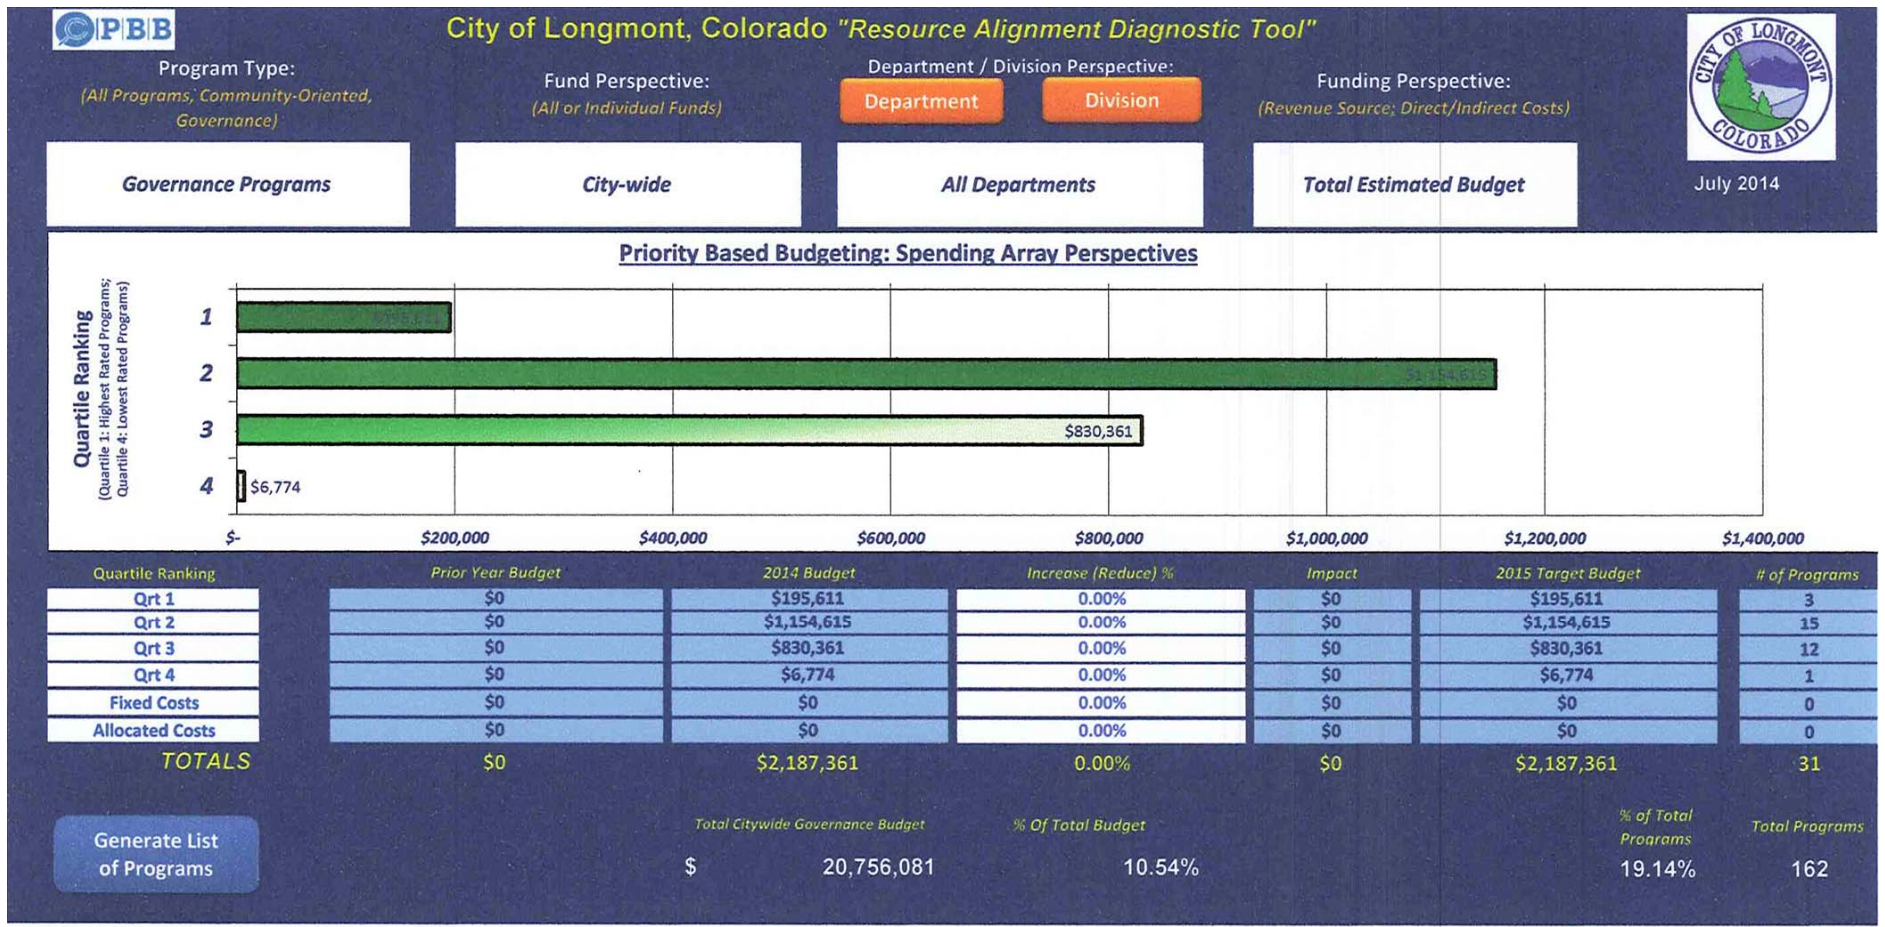 PBB
City of Longmont, Colorado "Resource Alignment Diagnostic Tool"
Program Type:
(All Programs, Community-Oriented,
Governance)
Fund Perspective:
(All or Individual Funds)
Department / Division Perspective:
Department
Division
Funding Perspective:
(Revenue Source; Direct/Indirect Costs)
CITY OF LONGMONT
COLORADO
Governance Programs
City-wide
All Departments
Total Estimated Budget
July 2014
Priority Based Budgeting: Spending Array Perspectives
Quartile Ranking
(Quartile 1: Highest Rated Programs;
Quartile 4: Lowest Rated Programs)
1
2 $1,154,615
3 $830,361
4 $6,774
$- $200,000 $400,000 $600,000 $800,000 $1,000,000 $1,200,000 $1,400,000
Quartile Ranking Prior Year Budget 2014 Budget Increase (Reduce) % Impact 2015 Target Budget # of Programs
Qrt 1 $0 $195,611 0.00% $0 $195,611 3
Qrt 2 $0 $1,154,615 0.00% $0 $1,154,615 15
Qrt 3 $0 $830,361 0.00% $0 $830,361 12
Qrt 4 $0 $6,774 0.00% $0 $6,774 1
Fixed Costs $0 $0 0.00% $0 $0 0
Allocated Costs $0 $0 0.00% $0 $0 0
TOTALS $0 $2,187,361 0.00% $0 $2,187,361 31
Generate List
of Programs
Total Citywide Governance Budget
$ 20,756,081
% Of Total Budget
10.54%
% of Total
Programs
19.14%
Total Programs
162